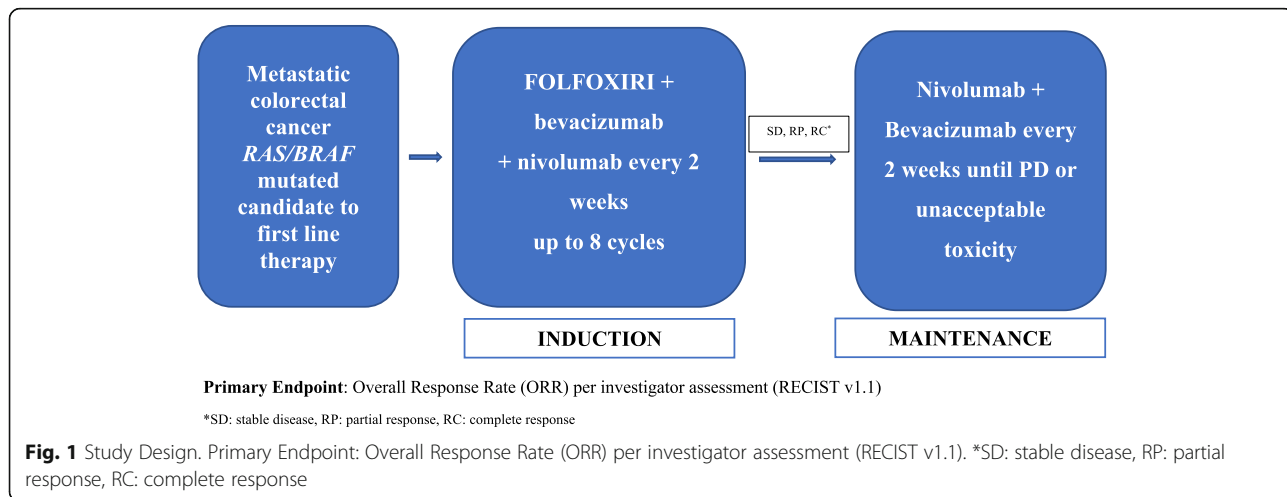 Metastatic
colorectal
cancer
RAS/BRAF
mutated
candidate to
first line
therapy
FOLFOXIRI +
bevacizumab
+ nivolumab every 2
weeks
up to 8 cycles
INDUCTION
SD, RP, RC*
Nivolumab +
Bevacizumab every
2 weeks until PD or
unacceptable
toxicity
MAINTENANCE
Primary Endpoint: Overall Response Rate (ORR) per investigator assessment (RECIST v1.1)
*SD: stable disease, RP: partial response, RC: complete response
Fig. 1 Study Design. Primary Endpoint: Overall Response Rate (ORR) per investigator assessment (RECIST v1.1). *SD: stable disease, RP: partial
response, RC: complete response